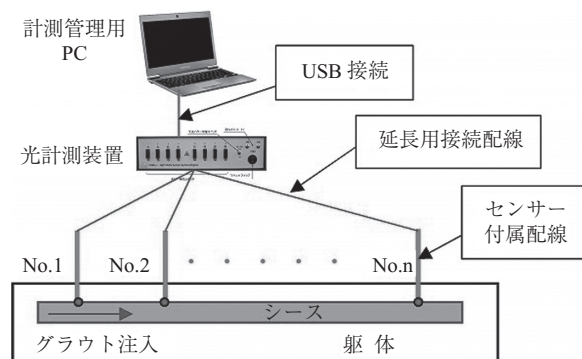 計測管理用
PC
USB 接続
光計測装置
延長用接続配線
センサー
付属配線
No.1
No.2
No.n
シース
グラウト注入
躯 体